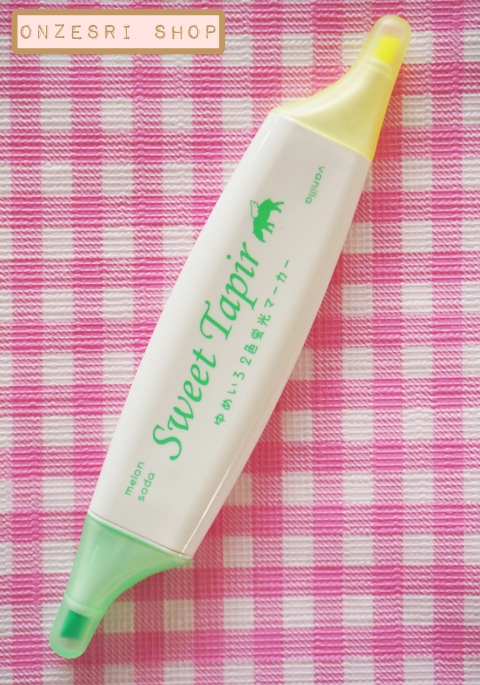 ONZESRI SHOP
vanilla
Sweet Tapir
ゆめいろ2色蛍光マーカー
melon
soda